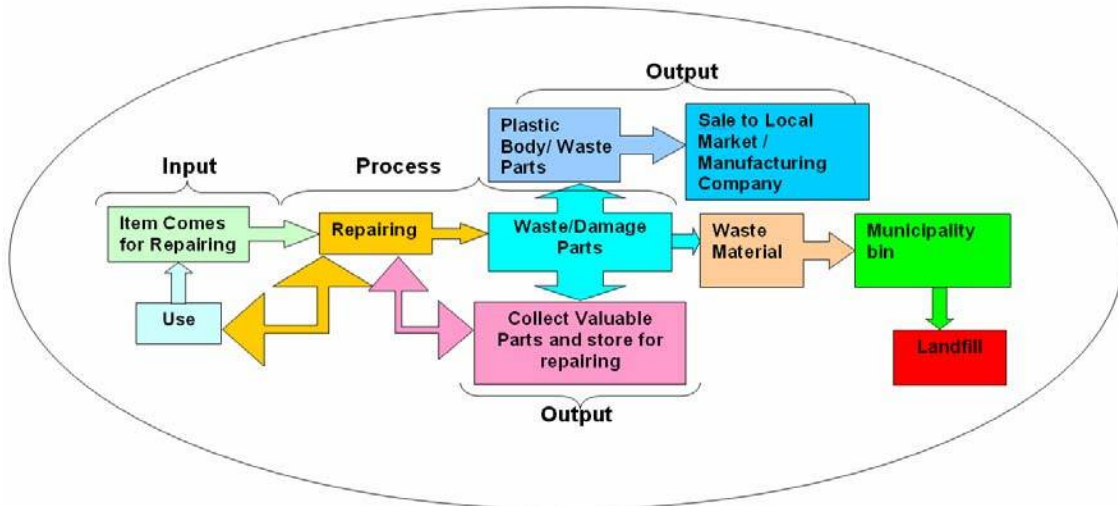 Output
Plastic
Body/ Waste
Parts
Sale to Local
Market /
Manufacturing
Company
Input
Process
Item Comes
for Repairing
Repairing
Waste/Damage
Parts
Waste
Material
Municipality
bin
Use
Collect Valuable
Parts and store for
repairing
Landfill
Output